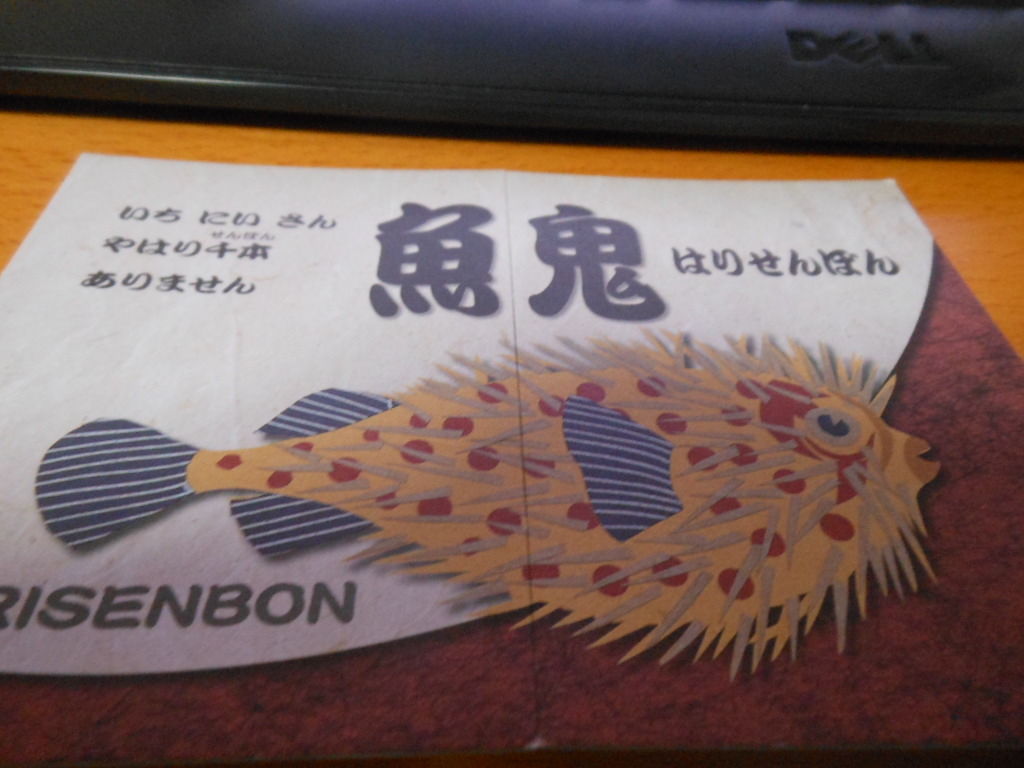 DELL
いち にい さん
やはり千本
せんぼん
ありません
魚鬼
はりせんぼん
RISENBON